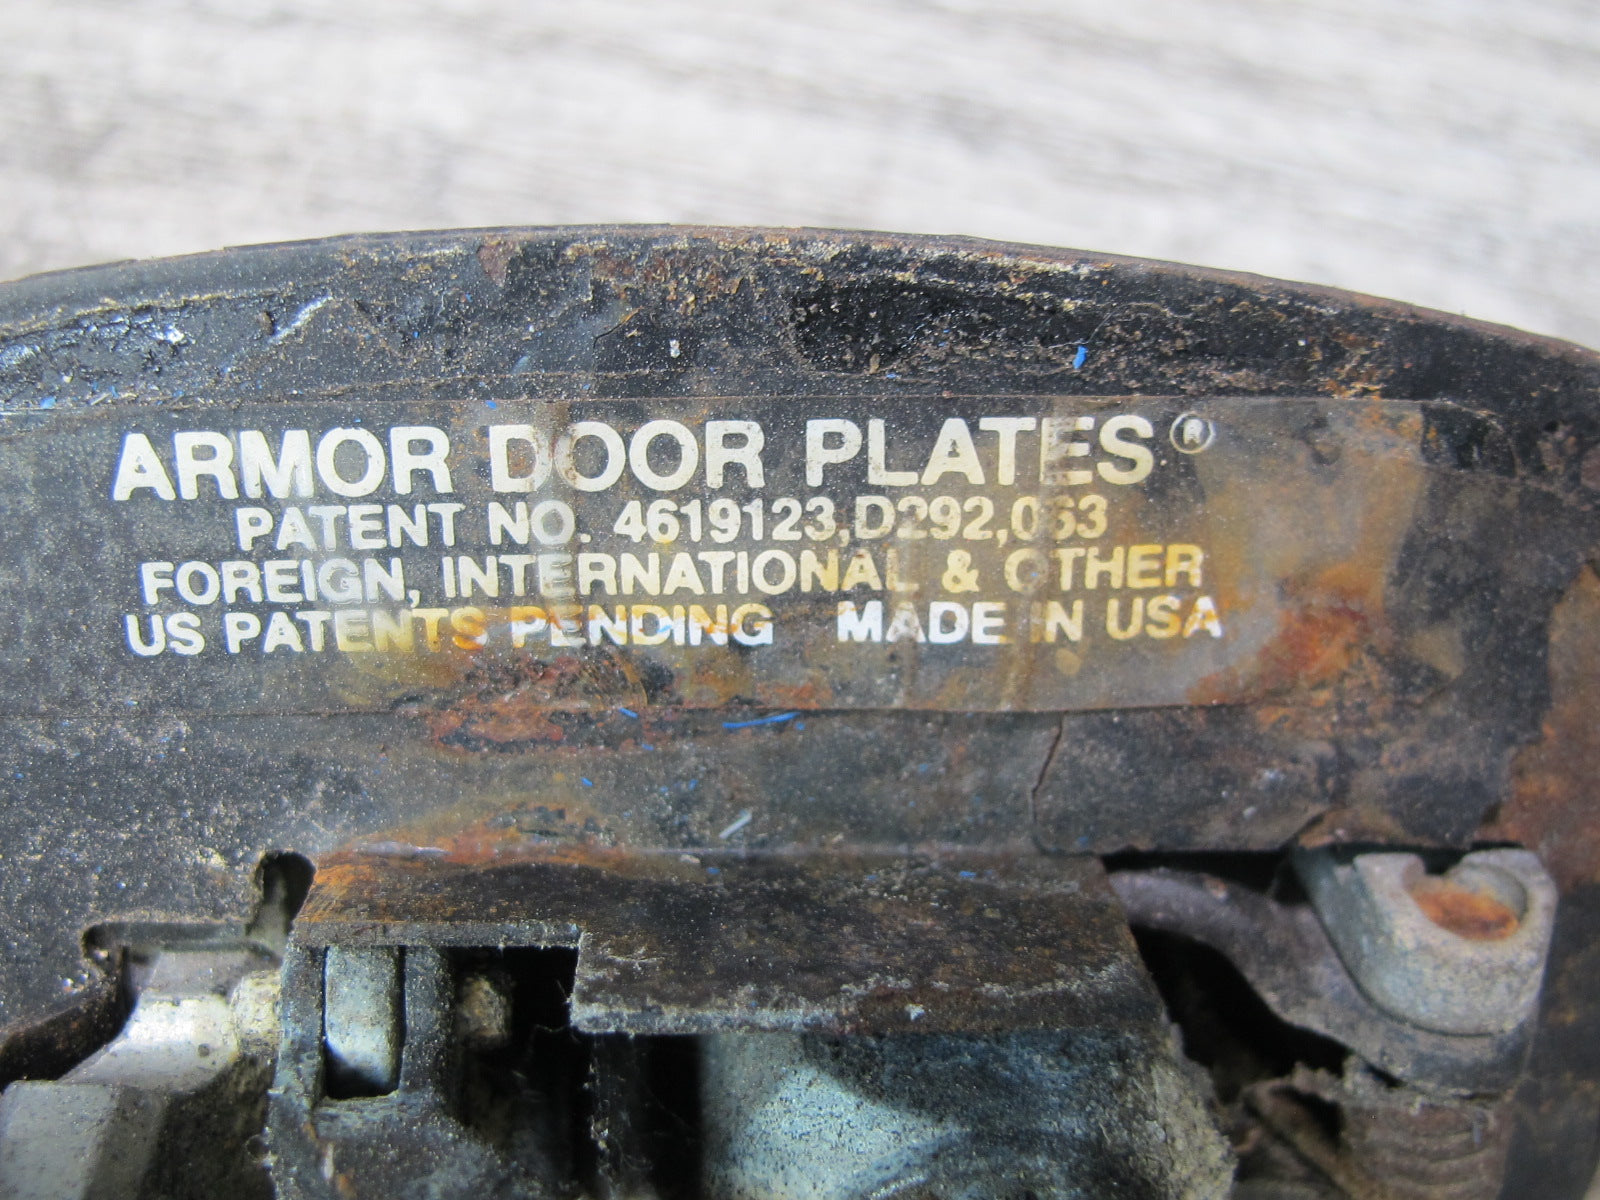 ARMOR DOOR PLATES®
PATENT NO. 4619123,D292,063
FOREIGN, INTERNATIONAL & OTHER
US PATENTS PENDING MADE IN USA